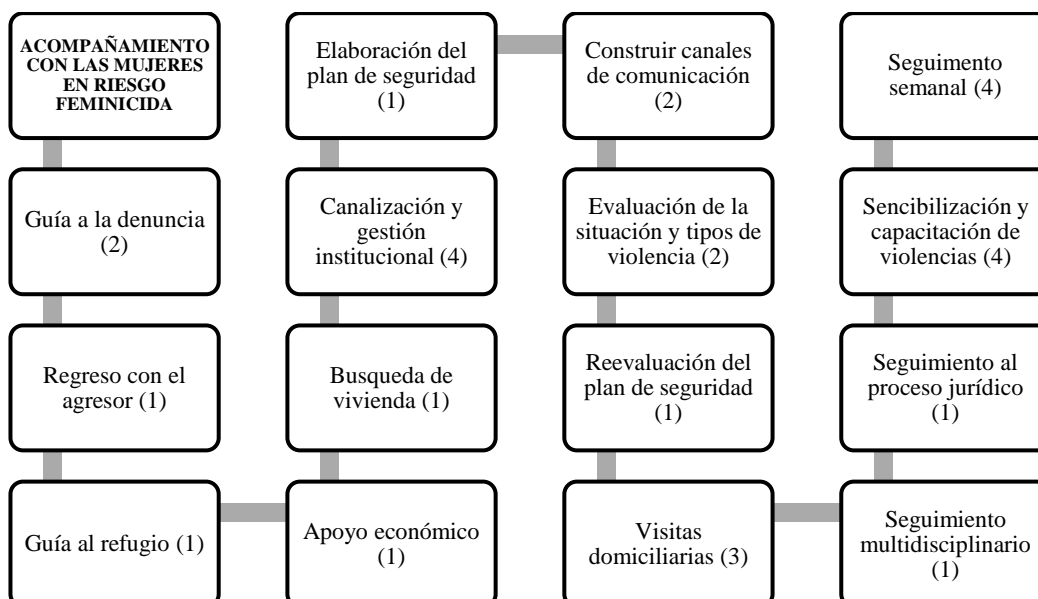 ACOMPAÑAMIENTO
CON LAS MUJERES
EN RIESGO
FEMINICIDA
Guía a la denuncia
(2)
Regreso con el
agresor (1)
Guía al refugio (1)
Apoyo económico
(1)
Busqueda de
vivienda (1)
Canalización y
gestión
institucional (4)
Elaboración del
plan de seguridad
(1)
Construir canales
de comunicación
(2)
Evaluación de la
situación y tipos de
violencia (2)
Reevaluación del
plan de seguridad
(1)
Visitas
domiciliarias (3)
Seguimiento
multidisciplinario
(1)
Seguimiento al
proceso jurídico
(1)
Sencibilización y
capacitación de
violencias (4)
Seguimento
semanal (4)